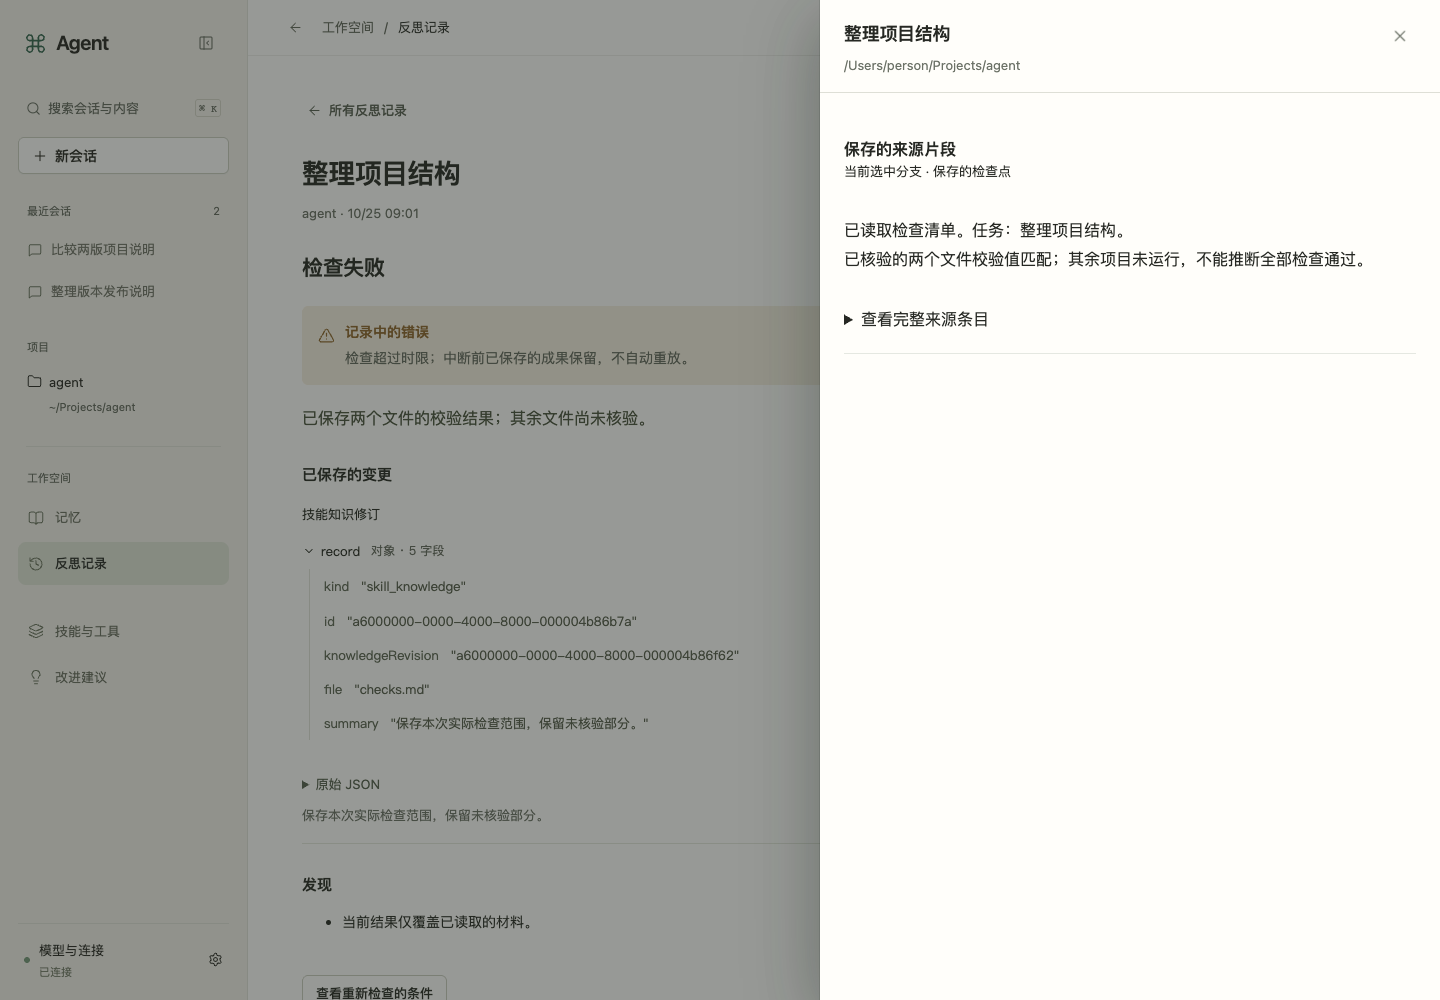 Agent
搜索会话与内容
⌘ K
新会话
最近会话 2
比较两版项目说明
整理版本发布说明
项目
agent
~/Projects/agent
工作空间
记忆
反思记录
技能与工具
改进建议
模型与连接
已连接
工作空间 / 反思记录
所有反思记录
整理项目结构
agent · 10/25 09:01
检查失败
记录中的错误
检查超过时限；中断前已保存的成果保留，不自动重放。
已保存两个文件的校验结果；其余文件尚未核验。
已保存的变更
技能知识修订
record 对象 · 5 字段
kind "skill_knowledge"
id "a6000000-0000-4000-8000-000004b86b7a"
knowledgeRevision "a6000000-0000-4000-8000-000004b86f62"
file "checks.md"
summary "保存本次实际检查范围，保留未核验部分。"
原始 JSON
保存本次实际检查范围，保留未核验部分。
发现
当前结果仅覆盖已读取的材料。
查看重新检查的条件
整理项目结构
/Users/person/Projects/agent
保存的来源片段
当前选中分支 · 保存的检查点
已读取检查清单。任务：整理项目结构。
已核验的两个文件校验值匹配；其余项目未运行，不能推断全部检查通过。
查看完整来源条目